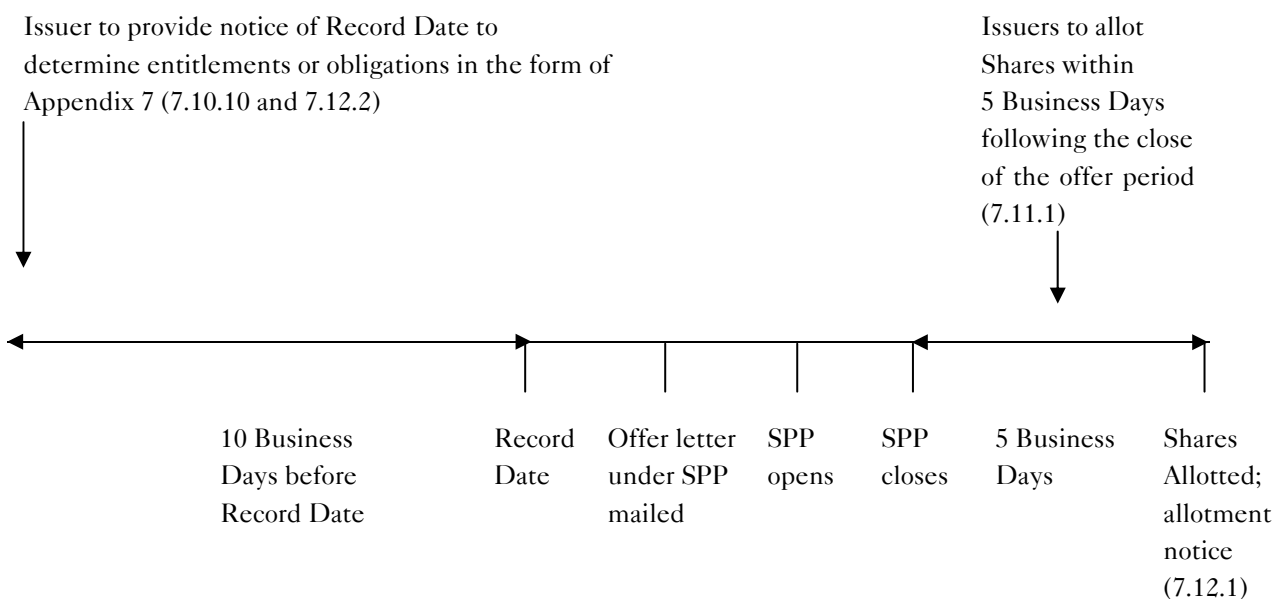 Issuer to provide notice of Record Date to
determine entitlements or obligations in the form of
Appendix 7 (7.10.10 and 7.12.2)
Issuers to allot
Shares within
5 Business Days
following the close
of the offer period
(7.11.1)
10 Business
Days before
Record Date
Record
Date
Offer letter
under SPP
mailed
SPP
opens
SPP
closes
5 Business
Days
Shares
Allotted;
allotment
notice
(7.12.1)